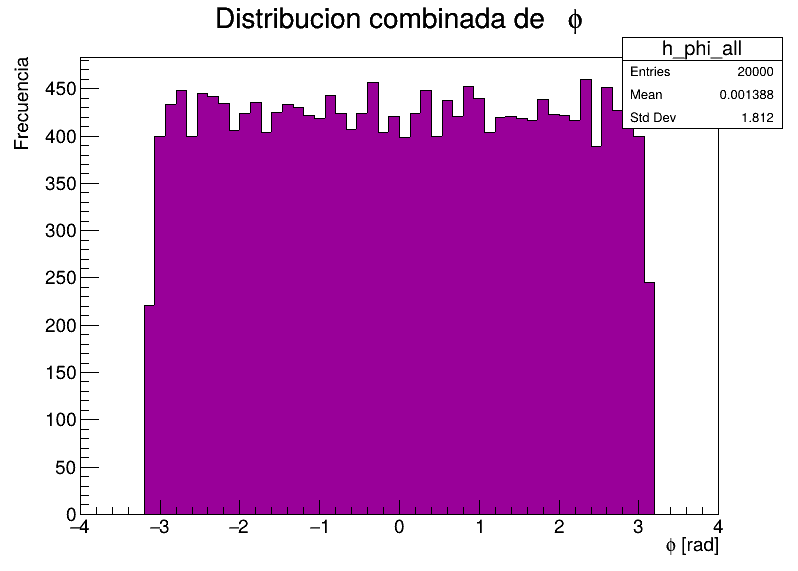 Distribucion combinada de ϕ
h_phi_all
Entries 20000
Mean 0.001388
Std Dev 1.812
Frecuencia
450
400
350
300
250
200
150
100
50
0
−4 −3 −2 −1 0 1 2 3 4
ϕ [rad]